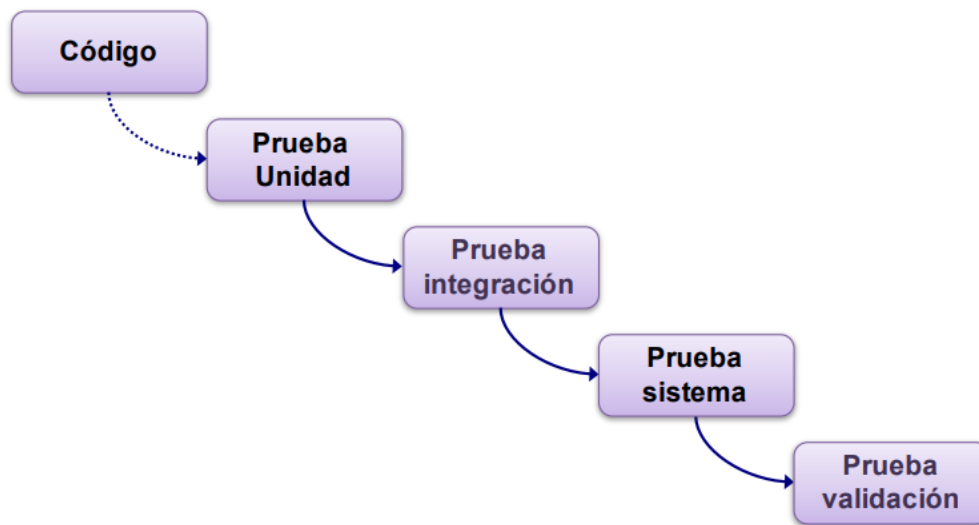 Código
Prueba
Unidad
Prueba
integración
Prueba
sistema
Prueba
validación